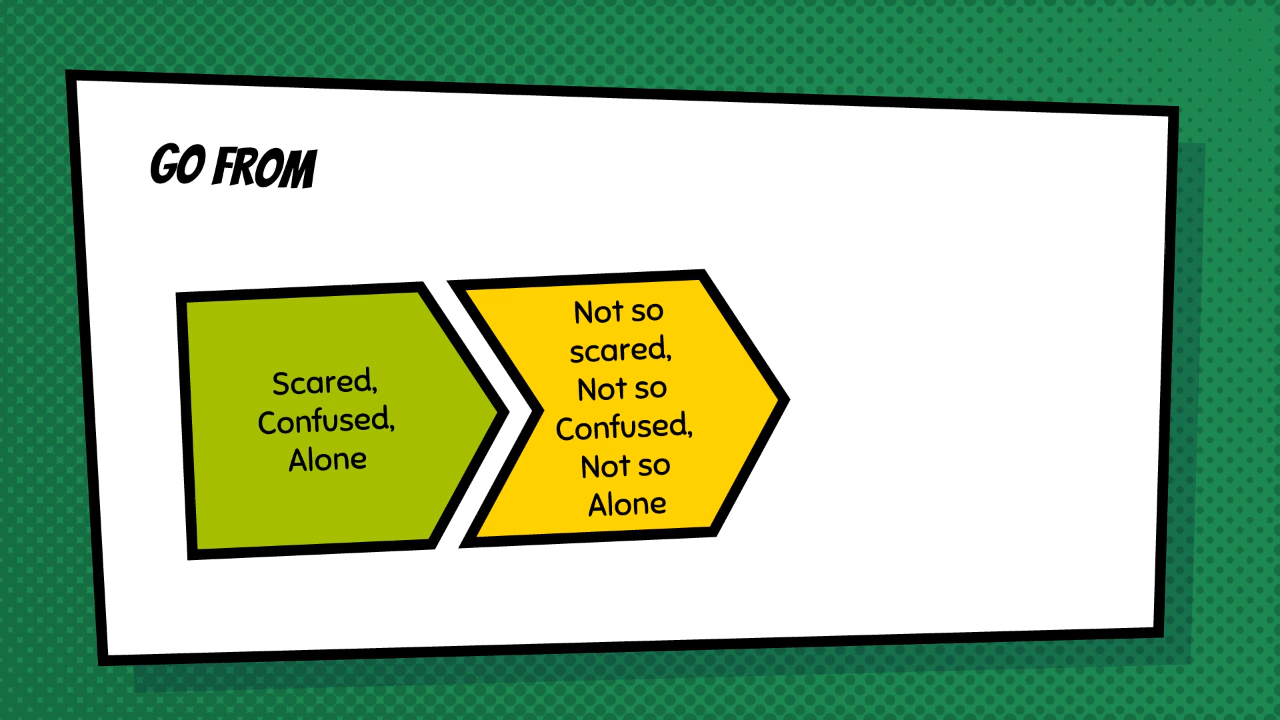 GO FROM
Scared,
Confused,
Alone
Not so
scared,
Not so
Confused,
Not so
Alone